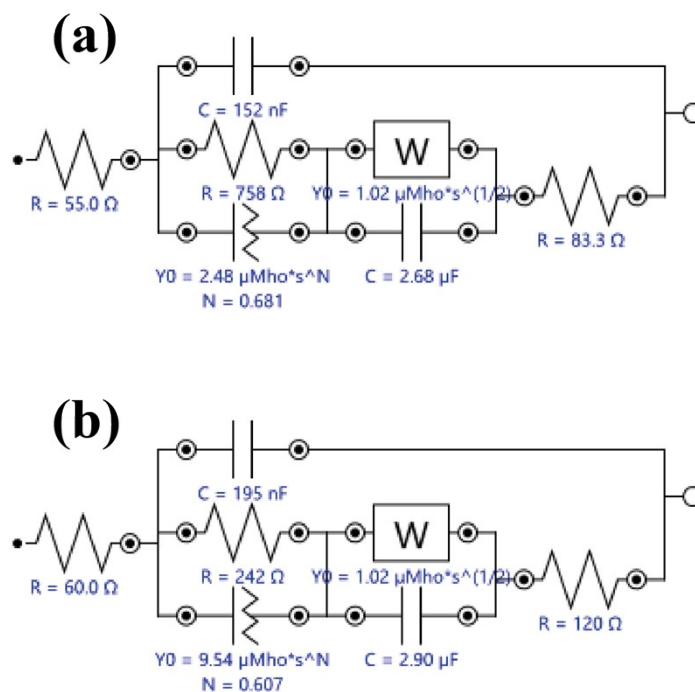 (a)
C = 152 nF
W
R = 55.0 Ω
R = 758 Ω
Y0 = 1.02 µMho*s^(1/2)
R = 83.3 Ω
Y0 = 2.48 µMho*s^N
N = 0.681
C = 2.68 µF
(b)
C = 195 nF
W
R = 60.0 Ω
R = 242 Ω
Y0 = 1.02 µMho*s^(1/2)
R = 120 Ω
Y0 = 9.54 µMho*s^N
N = 0.607
C = 2.90 µF